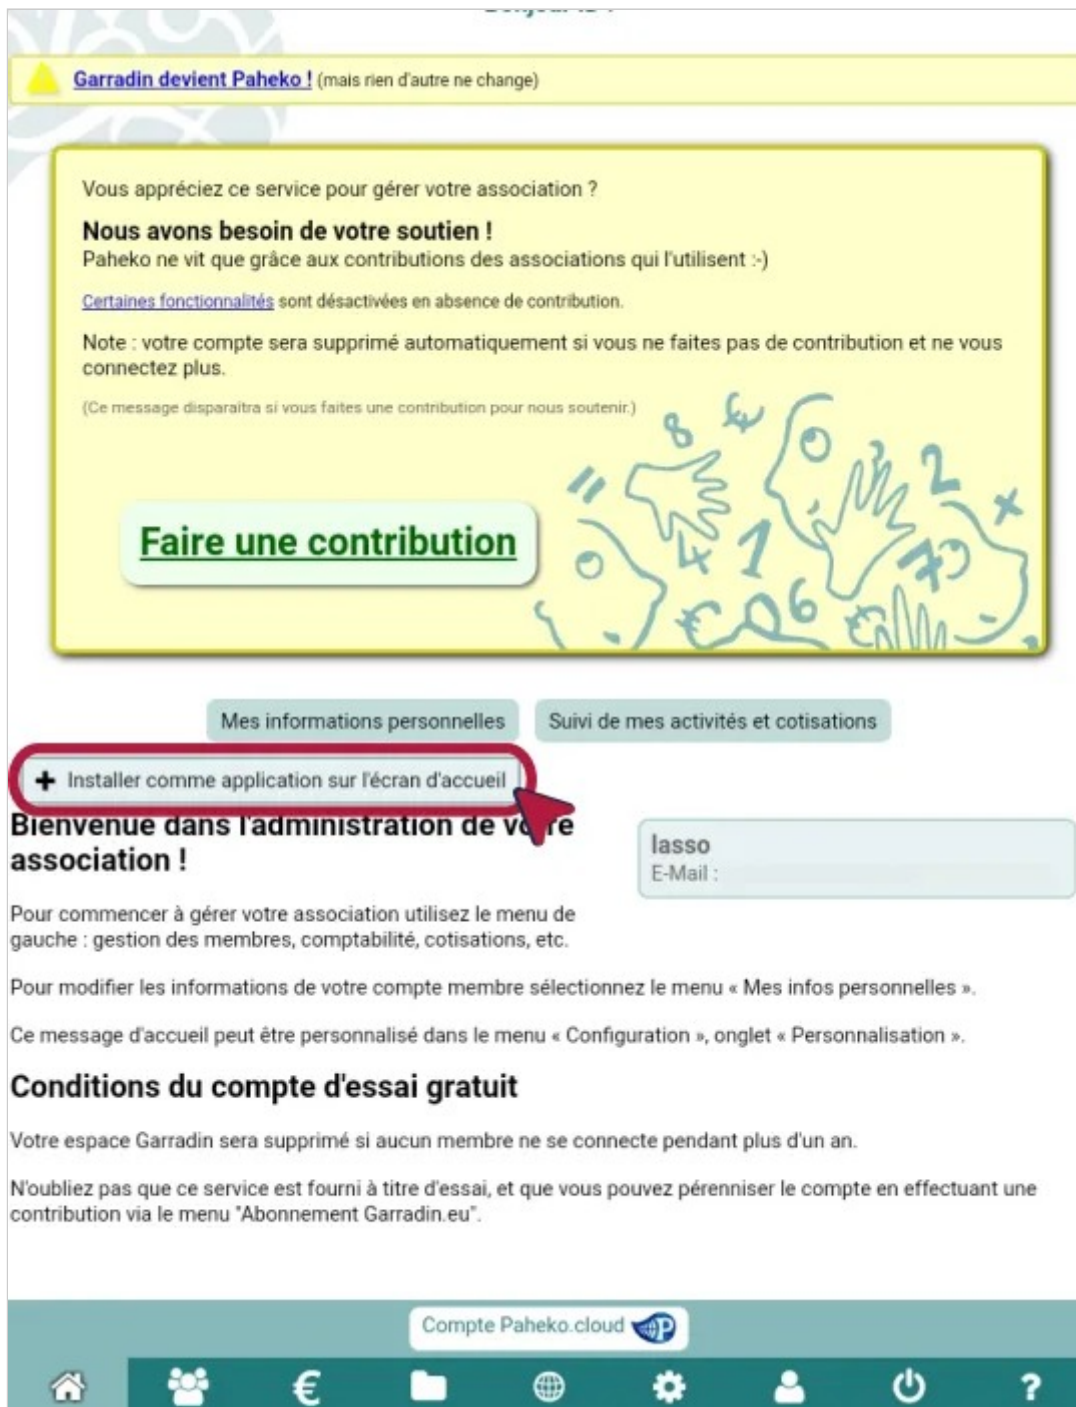 Garradin devient Paheko ! (mais rien d'autre ne change)
Vous appréciez ce service pour gérer votre association ?
Nous avons besoin de votre soutien !
Paheko ne vit que grâce aux contributions des associations qui l'utilisent :-)
Certaines fonctionnalités sont désactivées en absence de contribution.
Note : votre compte sera supprimé automatiquement si vous ne faites pas de contribution et ne vous
connectez plus.
(Ce message disparaîtra si vous faites une contribution pour nous soutenir.)
Faire une contribution
Mes informations personnelles
Suivi de mes activités et cotisations
Installer comme application sur l'écran d'accueil
Bienvenue dans l'administration de votre
association !
lasso
E-Mail :
Pour commencer à gérer votre association utilisez le menu de
gauche : gestion des membres, comptabilité, cotisations, etc.
Pour modifier les informations de votre compte membre sélectionnez le menu « Mes infos personnelles ».
Ce message d'accueil peut être personnalisé dans le menu « Configuration », onglet « Personnalisation ».
Conditions du compte d'essai gratuit
Votre espace Garradin sera supprimé si aucun membre ne se connecte pendant plus d'un an.
N'oubliez pas que ce service est fourni à titre d'essai, et que vous pouvez pérenniser le compte en effectuant une
contribution via le menu "Abonnement Garradin.eu".
Compte Paheko.cloud